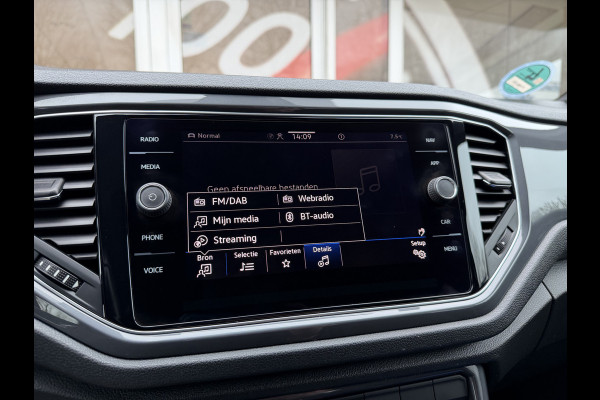 100
RADIO
MEDIA
PHONE
VOICE
Normal
14:09
7,5°C
NAV
APP
CAR
MENU
Geen afspeelbare bestanden
FM/DAB Webradio
Mijn media BT-audio
Streaming
Bron Selectie Favorieten Details Setup